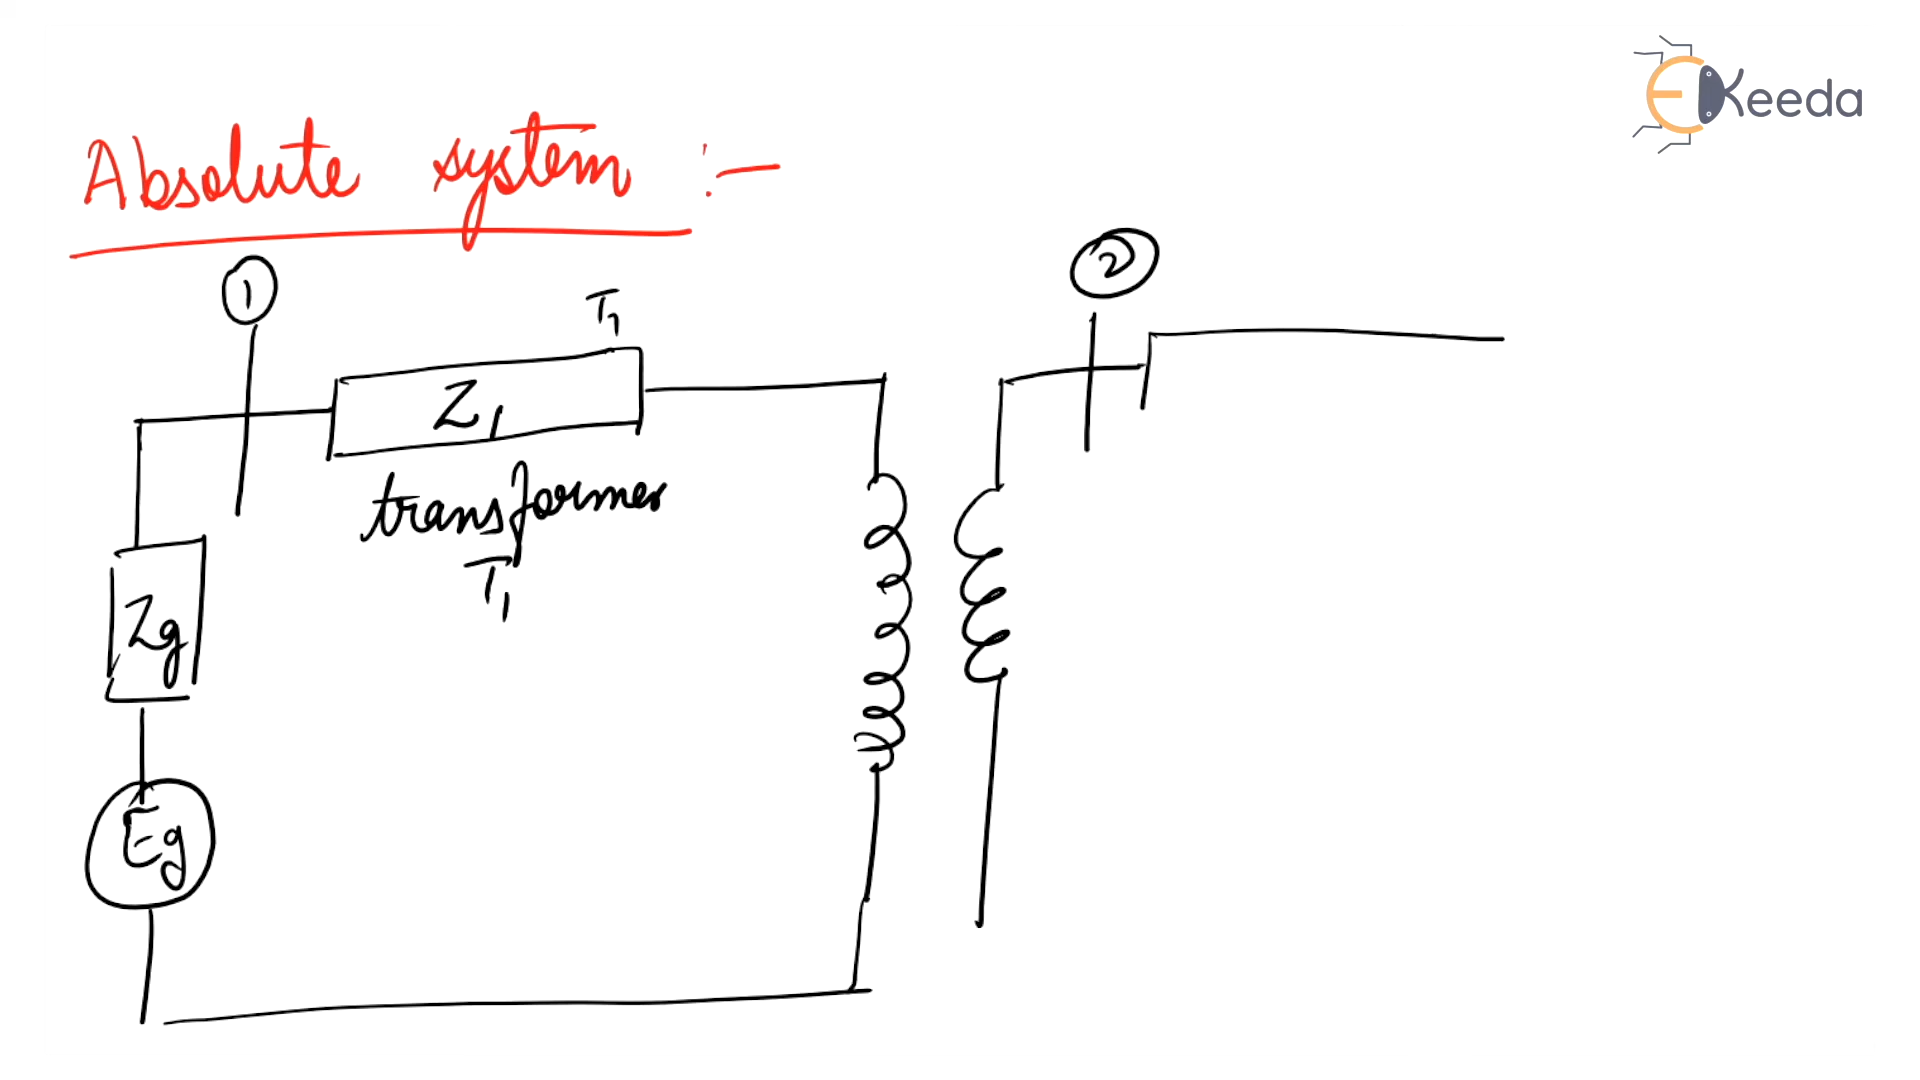 EKeeda
Absolute system :-
1
2
T1
Z1
transformer
T1
Zg
Eg